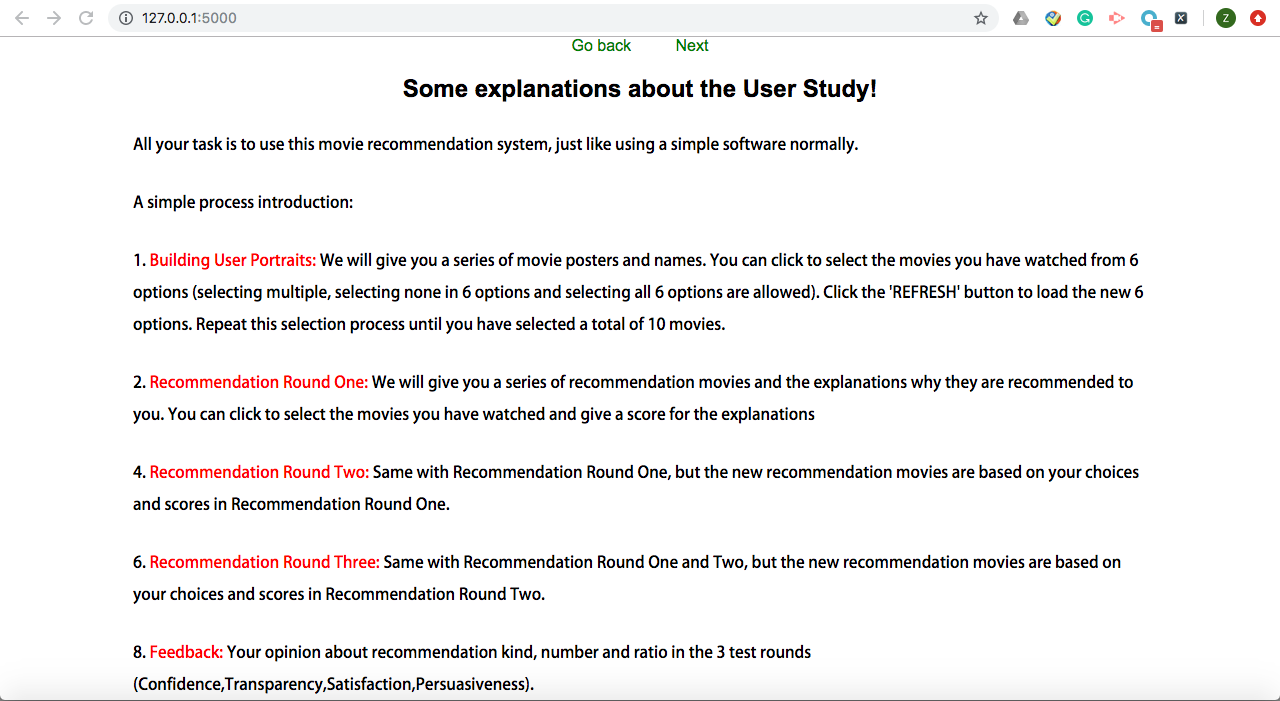 127.0.0.1:5000
Z
Go back Next
Some explanations about the User Study!
All your task is to use this movie recommendation system, just like using a simple software normally.
A simple process introduction:
1. Building User Portraits: We will give you a series of movie posters and names. You can click to select the movies you have watched from 6
options (selecting multiple, selecting none in 6 options and selecting all 6 options are allowed). Click the 'REFRESH' button to load the new 6
options. Repeat this selection process until you have selected a total of 10 movies.
2. Recommendation Round One: We will give you a series of recommendation movies and the explanations why they are recommended to
you. You can click to select the movies you have watched and give a score for the explanations
4. Recommendation Round Two: Same with Recommendation Round One, but the new recommendation movies are based on your choices
and scores in Recommendation Round One.
6. Recommendation Round Three: Same with Recommendation Round One and Two, but the new recommendation movies are based on
your choices and scores in Recommendation Round Two.
8. Feedback: Your opinion about recommendation kind, number and ratio in the 3 test rounds
(Confidence,Transparency,Satisfaction,Persuasiveness).